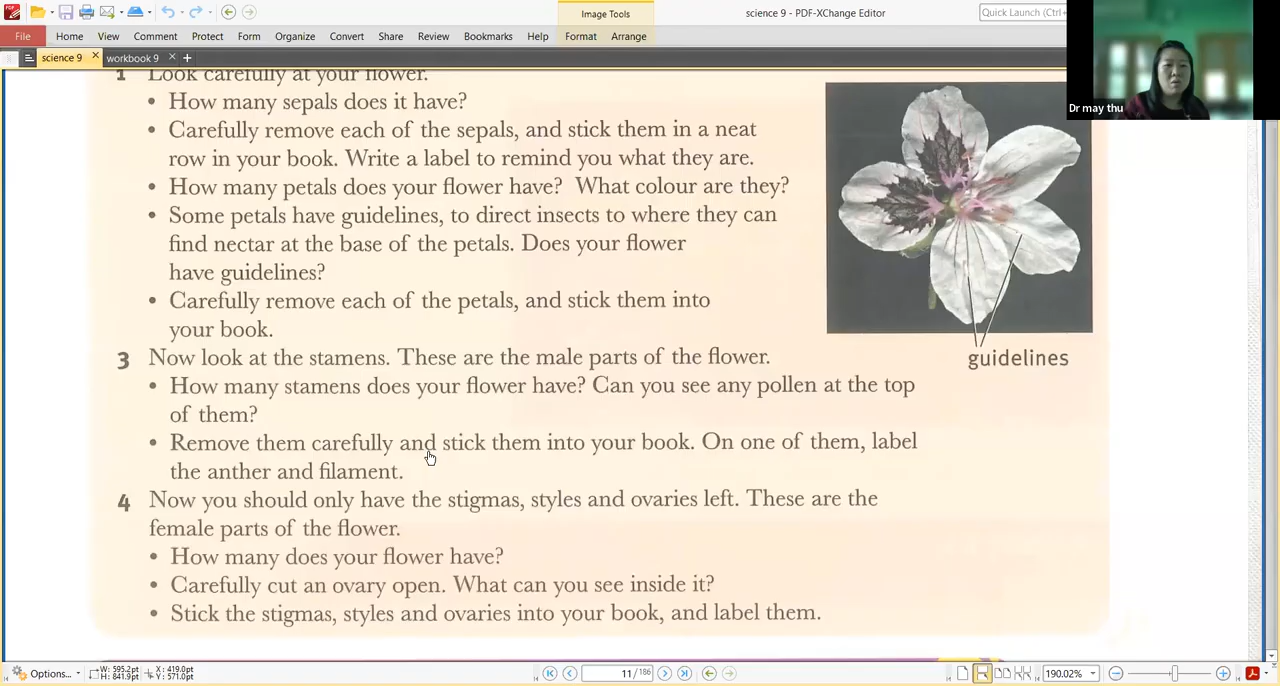 Image Tools
science 9 - PDF-XChange Editor
Quick Launch (Ctrl+
File Home View Comment Protect Form Organize Convert Share Review Bookmarks Help Format Arrange
science 9 workbook 9
Dr may thu
1 Look carefully at your flower.
• How many sepals does it have?
• Carefully remove each of the sepals, and stick them in a neat
row in your book. Write a label to remind you what they are.
• How many petals does your flower have? What colour are they?
• Some petals have guidelines, to direct insects to where they can
find nectar at the base of the petals. Does your flower
have guidelines?
• Carefully remove each of the petals, and stick them into
your book.
guidelines
3 Now look at the stamens. These are the male parts of the flower.
• How many stamens does your flower have? Can you see any pollen at the top
of them?
• Remove them carefully and stick them into your book. On one of them, label
the anther and filament.
4 Now you should only have the stigmas, styles and ovaries left. These are the
female parts of the flower.
• How many does your flower have?
• Carefully cut an ovary open. What can you see inside it?
• Stick the stigmas, styles and ovaries into your book, and label them.
Options...
W: 595.2pt
H: 841.9pt
X: 419.0pt
Y: 571.0pt
11 / 186
190.02%